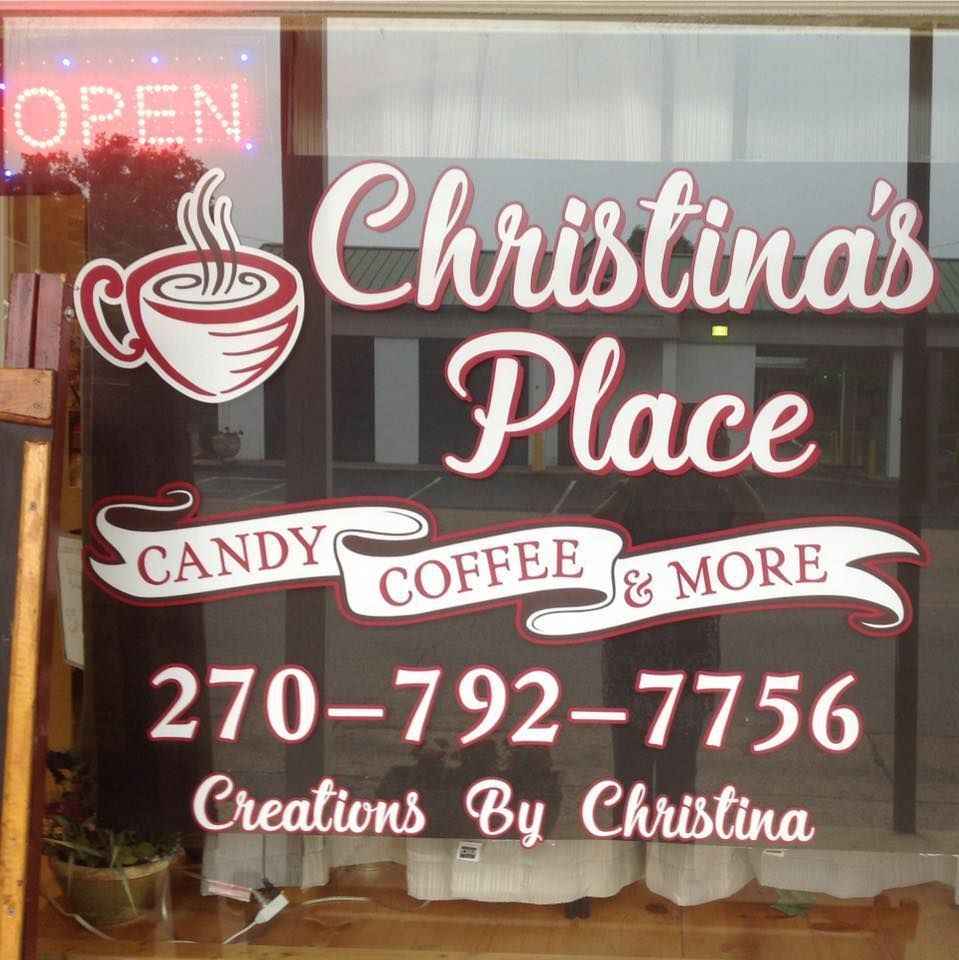 OPEN
Christina's
Place
CANDY COFFEE & MORE
270-792-7756
Creations By Christina